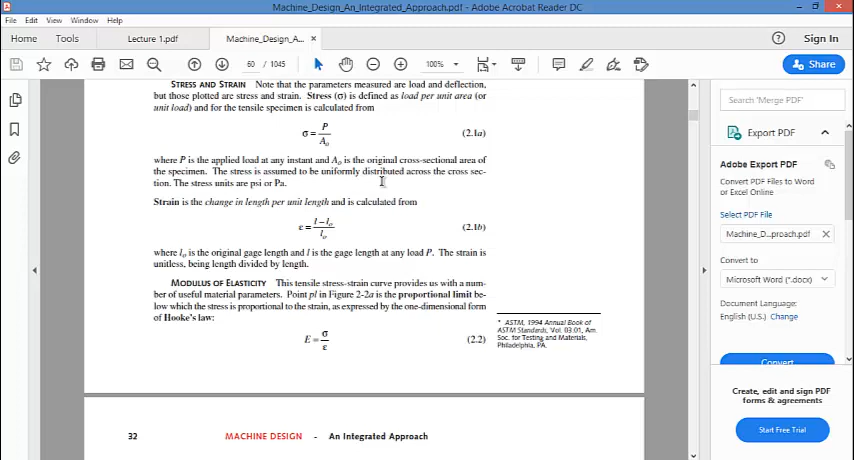 Machine_Design_An_Integrated_Approach.pdf - Adobe Acrobat Reader DC
File Edit View Window Help
Home Tools Lecture 1.pdf Machine_Design_A... × Sign In
60 / 1045 100% Share
STRESS AND STRAIN Note that the parameters measured are load and deflection,
but those plotted are stress and strain. Stress (σ) is defined as load per unit area (or
unit load) and for the tensile specimen is calculated from
σ = P / Ao (2.1a)
where P is the applied load at any instant and Ao is the original cross-sectional area of
the specimen. The stress is assumed to be uniformly distributed across the cross sec-
tion. The stress units are psi or Pa.
Strain is the change in length per unit length and is calculated from
ε = l – lo / lo (2.1b)
where lo is the original gage length and l is the gage length at any load P. The strain is
unitless, being length divided by length.
MODULUS OF ELASTICITY This tensile stress-strain curve provides us with a num-
ber of useful material parameters. Point pl in Figure 2-2a is the proportional limit be-
low which the stress is proportional to the strain, as expressed by the one-dimensional form
of Hooke's law:
E = σ / ε (2.2)
* ASTM, 1994 Annual Book of
ASTM Standards, Vol. 03.01, Am.
Soc. for Testing and Materials,
Philadelphia, PA.
32 MACHINE DESIGN - An Integrated Approach
Search "Merge PDF"
Export PDF
Adobe Export PDF
Convert PDF Files to Word
or Excel Online
Select PDF File
Machine_D...proach.pdf ×
Convert to
Microsoft Word (*.docx)
Document Language:
English (U.S.) Change
Convert
Create, edit and sign PDF
forms & agreements
Start Free Trial